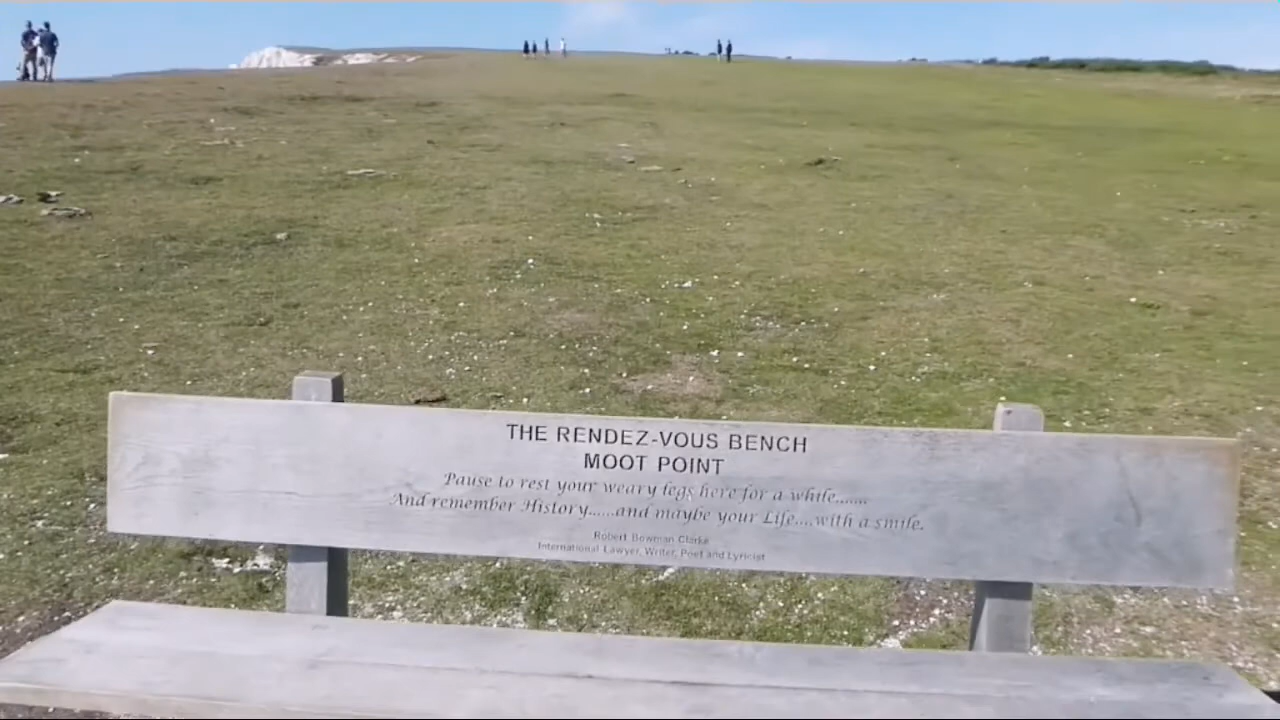 THE RENDEZ-VOUS BENCH
MOOT POINT
Pause to rest your weary legs here for a while.......
And remember History......and maybe your Life....with a smile.
Robert Bowman Clarke
International Lawyer, Writer, Poet and Lyricist